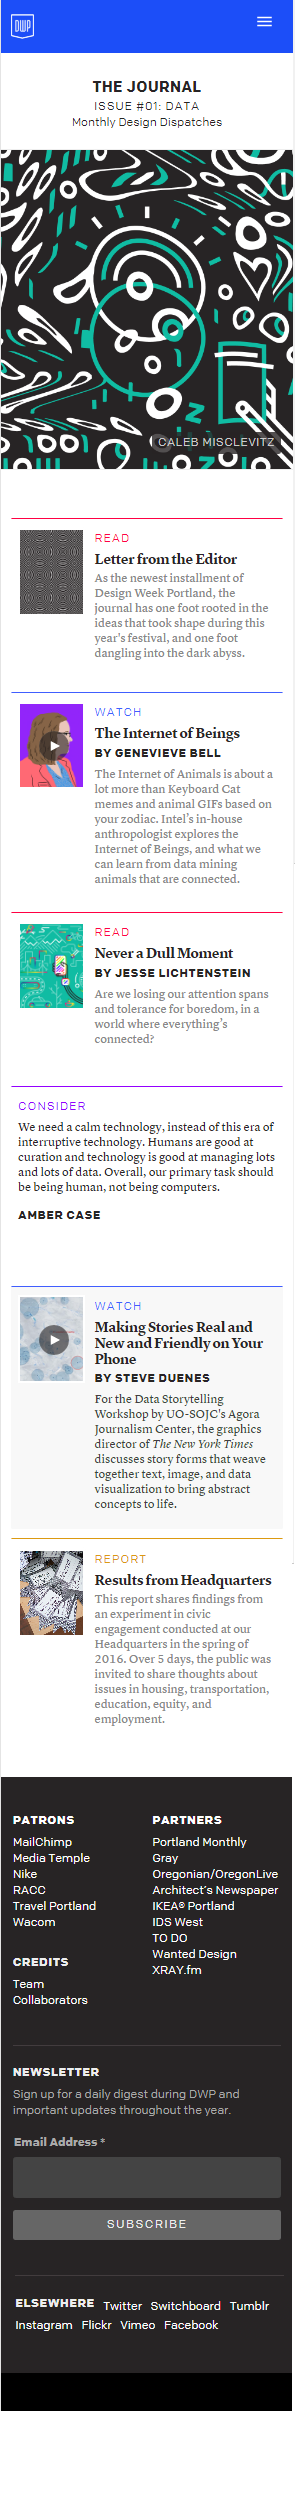 DWP
THE JOURNAL
ISSUE #01: DATA
Monthly Design Dispatches
CALEB MISCLEVITZ
READ
Letter from the Editor
As the newest installment of
Design Week Portland, the
journal has one foot rooted in the
ideas that took shape during this
year's festival, and one foot
dangling into the dark abyss.
WATCH
The Internet of Beings
BY GENEVIEVE BELL
The Internet of Animals is about a
lot more than Keyboard Cat
memes and animal GIFs based on
your zodiac. Intel's in-house
anthropologist explores the
Internet of Beings, and what we
can learn from data mining
animals that are connected.
READ
Never a Dull Moment
BY JESSE LICHTENSTEIN
Are we losing our attention spans
and tolerance for boredom, in a
world where everything's
connected?
CONSIDER
We need a calm technology, instead of this era of
interruptive technology. Humans are good at
curation and technology is good at managing lots
and lots of data. Overall, our primary task should
be being human, not being computers.
AMBER CASE
WATCH
Making Stories Real and
New and Friendly on Your
Phone
BY STEVE DUENES
For the Data Storytelling
Workshop by UO-SOJC's Agora
Journalism Center, the graphics
director of The New York Times
discusses story forms that weave
together text, image, and data
visualization to bring abstract
concepts to life.
REPORT
Results from Headquarters
This report shares findings from
an experiment in civic
engagement conducted at our
Headquarters in the spring of
2016. Over 5 days, the public was
invited to share thoughts about
issues in housing, transportation,
education, equity, and
employment.
PATRONS
MailChimp
Media Temple
Nike
RACC
Travel Portland
Wacom
CREDITS
Team
Collaborators
PARTNERS
Portland Monthly
Gray
Oregonian/OregonLive
Architect's Newspaper
IKEA® Portland
IDS West
TO DO
Wanted Design
XRAY.fm
NEWSLETTER
Sign up for a daily digest during DWP and
important updates throughout the year.
Email Address *
SUBSCRIBE
ELSEWHERE Twitter Switchboard Tumblr
Instagram Flickr Vimeo Facebook